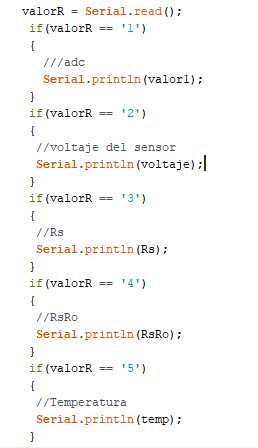 valorR = Serial.read();
if(valorR == '1')
{
///adc
Serial.println(valor1);
}
if(valorR == '2')
{
//voltaje del sensor
Serial.println(voltaje);
}
if(valorR == '3')
{
//Rs
Serial.println(Rs);
}
if(valorR == '4')
{
//RsRo
Serial.println(RsRo);
}
if(valorR == '5')
{
//Temperatura
Serial.println(temp);
}